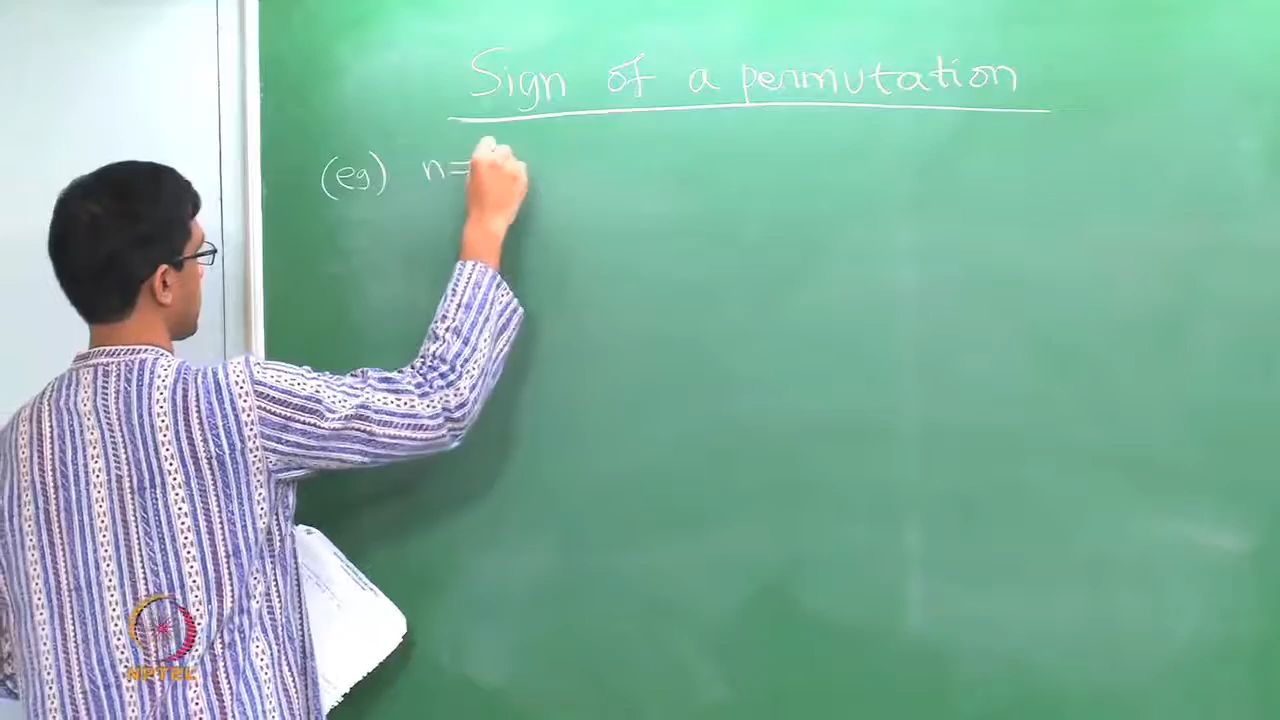 Sign of a permutation
(eg) n=
NPTEL